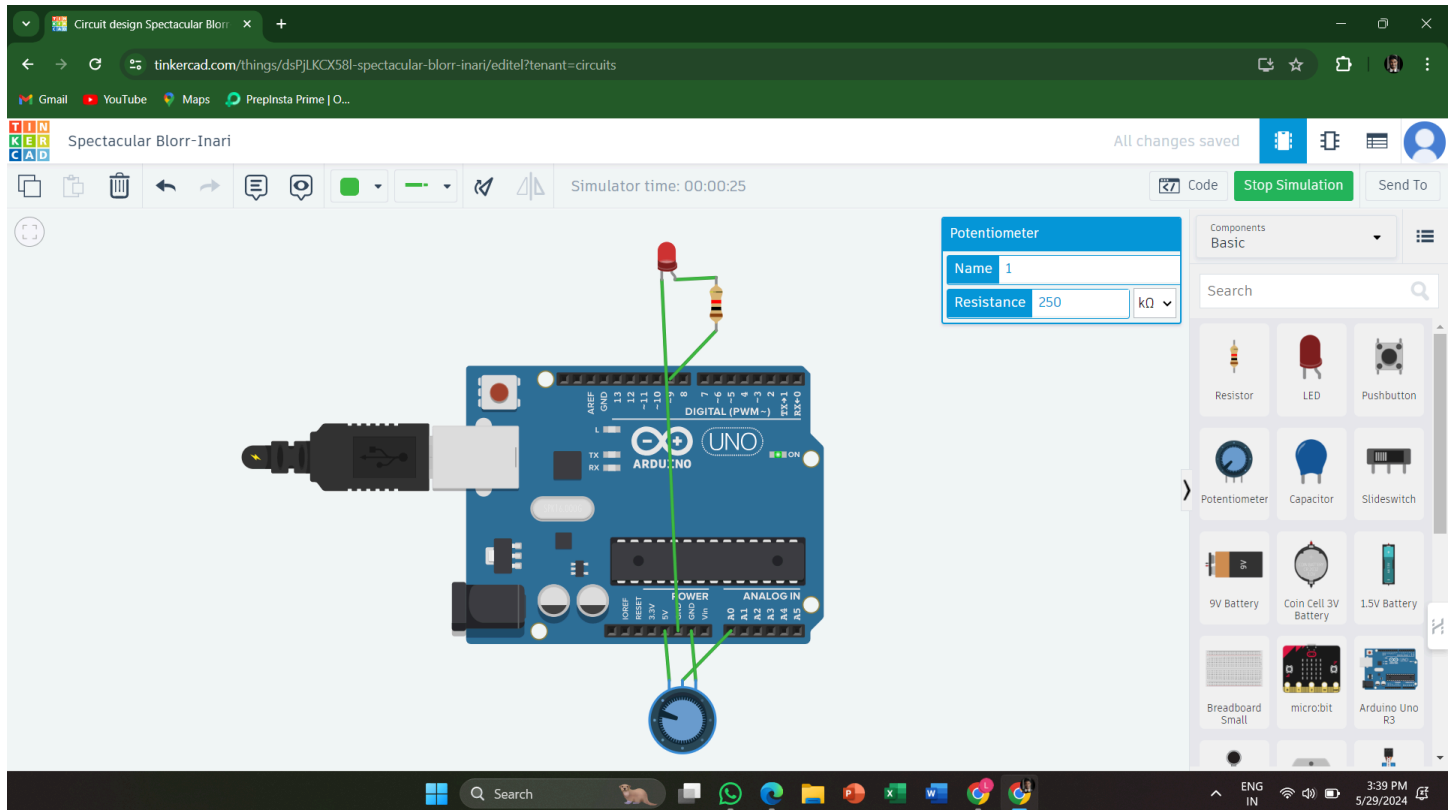 Circuit design Spectacular Blorr
tinkercad.com/things/dsPjLKCX58l-spectacular-blorr-inari/editel?tenant=circuits
Gmail YouTube Maps PrepInsta Prime | O...
TINKERCAD
Spectacular Blorr-Inari
All changes saved
Simulator time: 00:00:25
Code
Stop Simulation
Send To
Potentiometer
Name 1
Resistance 250 kΩ
Components
Basic
Search
Resistor LED Pushbutton
Potentiometer Capacitor Slideswitch
9V
9V Battery Coin Cell 3V Battery 1.5V Battery
Breadboard Small micro:bit Arduino Uno R3
AREF GND 13 12 ~11 ~10 ~9 8 7 ~6 ~5 4 ~3 2 TX→1 RX←0
DIGITAL (PWM~)
L
TX
RX
ARDUINO
UNO
ON
POWER
ANALOG IN
IOREF RESET 3.3V 5V GND GND Vin A0 A1 A2 A3 A4 A5
Search
ENG
IN
3:39 PM
5/29/2024